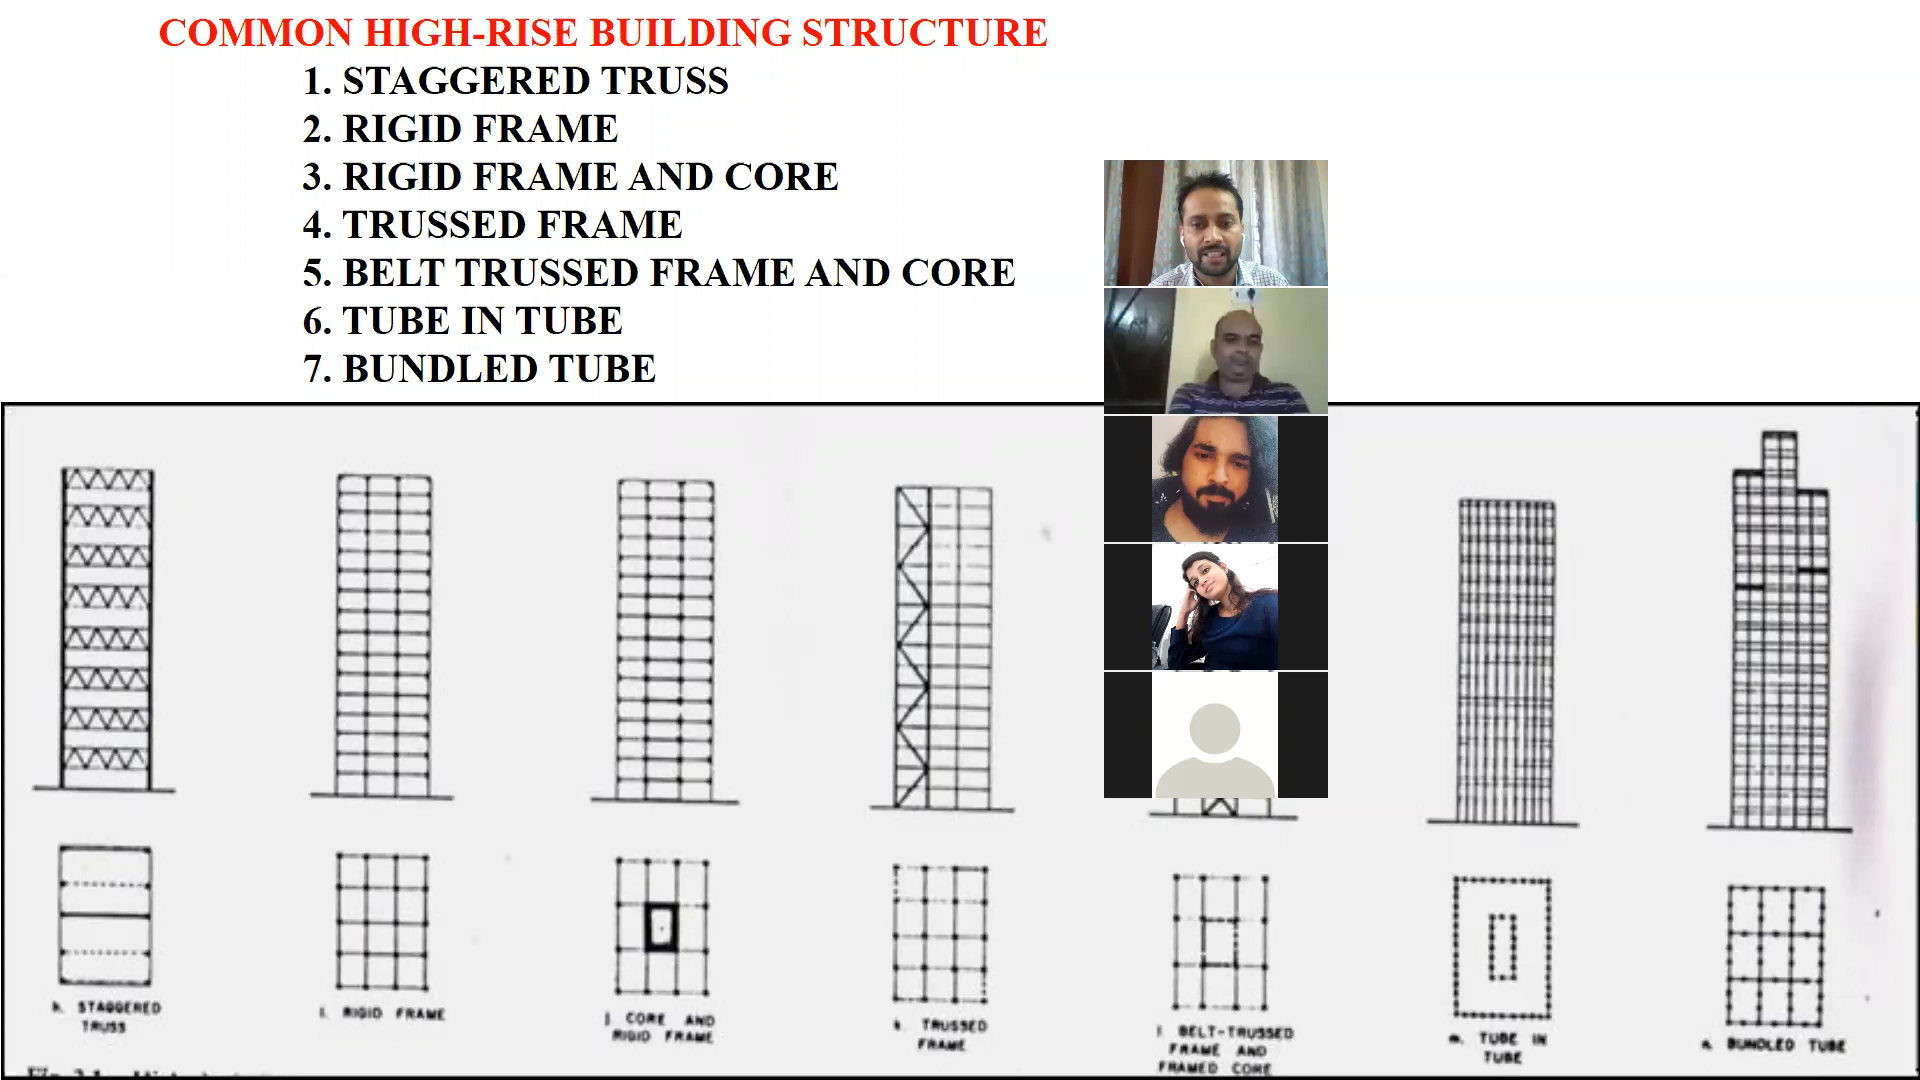 COMMON HIGH-RISE BUILDING STRUCTURE
1. STAGGERED TRUSS
2. RIGID FRAME
3. RIGID FRAME AND CORE
4. TRUSSED FRAME
5. BELT TRUSSED FRAME AND CORE
6. TUBE IN TUBE
7. BUNDLED TUBE
h. STAGGERED
TRUSS
i. RIGID FRAME
j. CORE AND
RIGID FRAME
k. TRUSSED
FRAME
l. BELT-TRUSSED
FRAME AND
FRAMED CORE
m. TUBE IN
TUBE
n. BUNDLED TUBE